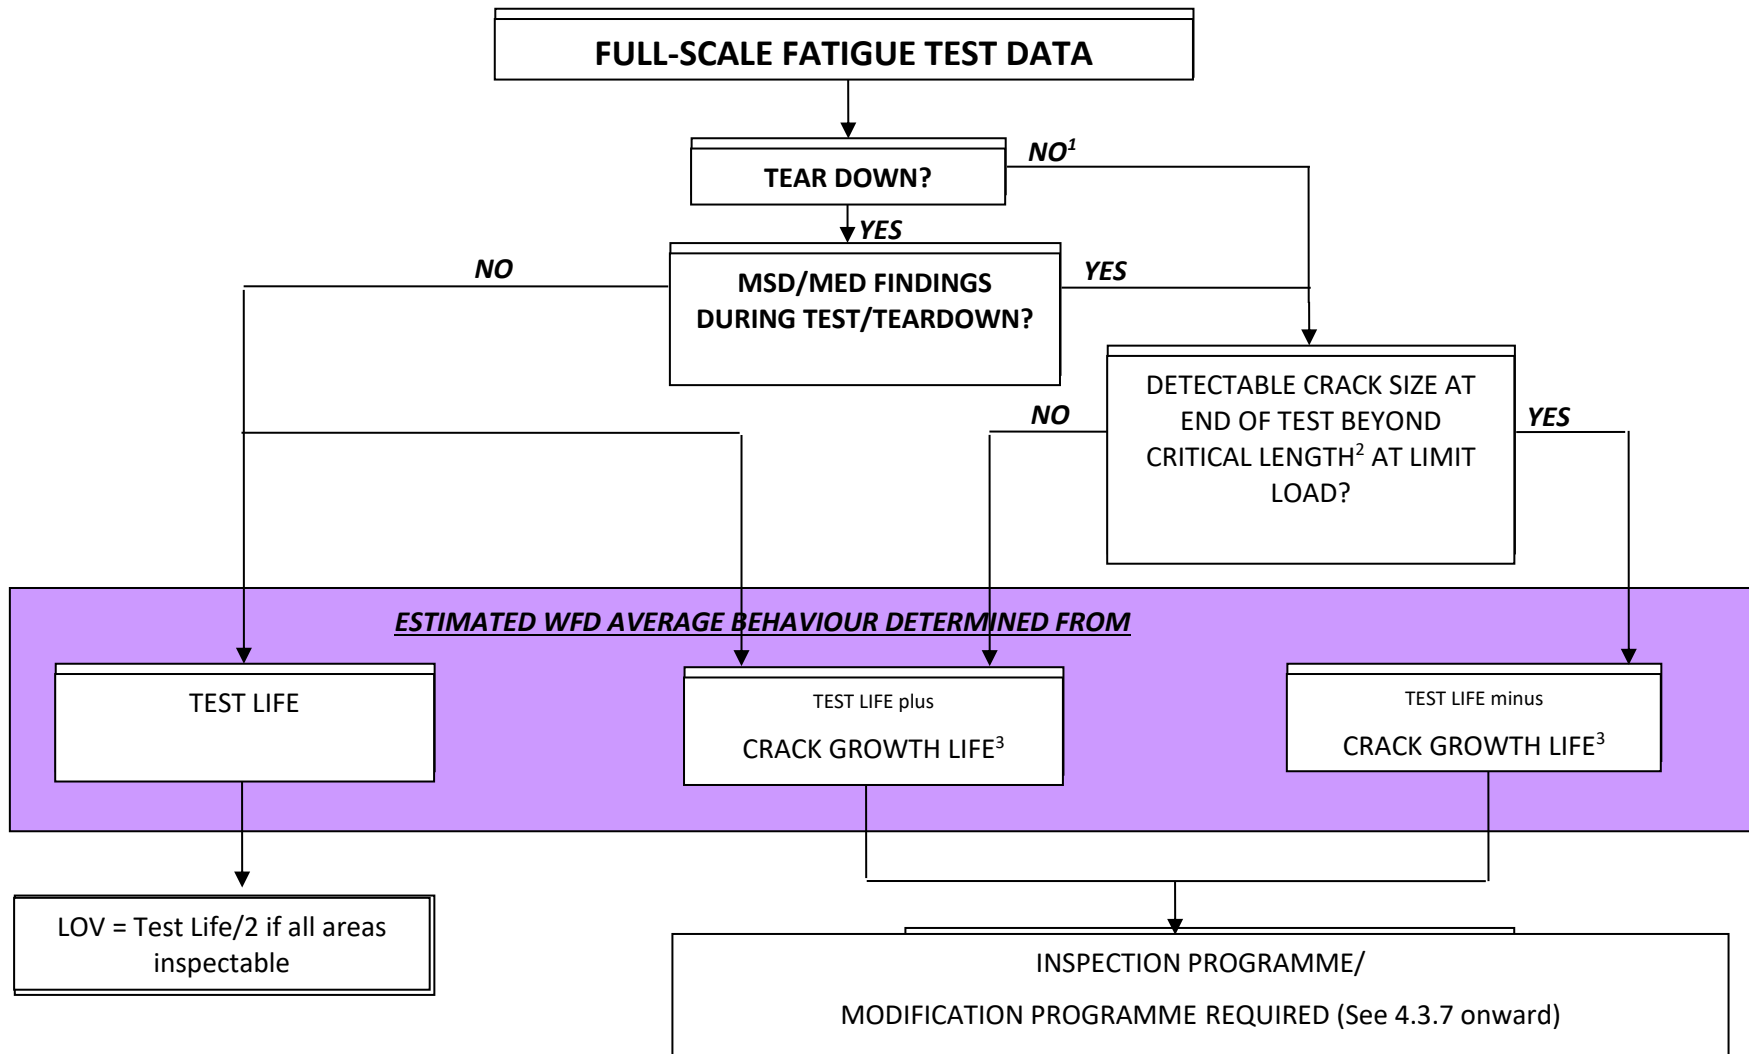 FULL-SCALE FATIGUE TEST DATA
NO¹
TEAR DOWN?
YES
NO
MSD/MED FINDINGS
DURING TEST/TEARDOWN?
YES
DETECTABLE CRACK SIZE AT
END OF TEST BEYOND
CRITICAL LENGTH² AT LIMIT
LOAD?
NO
YES
ESTIMATED WFD AVERAGE BEHAVIOUR DETERMINED FROM
TEST LIFE
TEST LIFE plus
CRACK GROWTH LIFE³
TEST LIFE minus
CRACK GROWTH LIFE³
LOV = Test Life/2 if all areas
inspectable
INSPECTION PROGRAMME/
MODIFICATION PROGRAMME REQUIRED (See 4.3.7 onward)